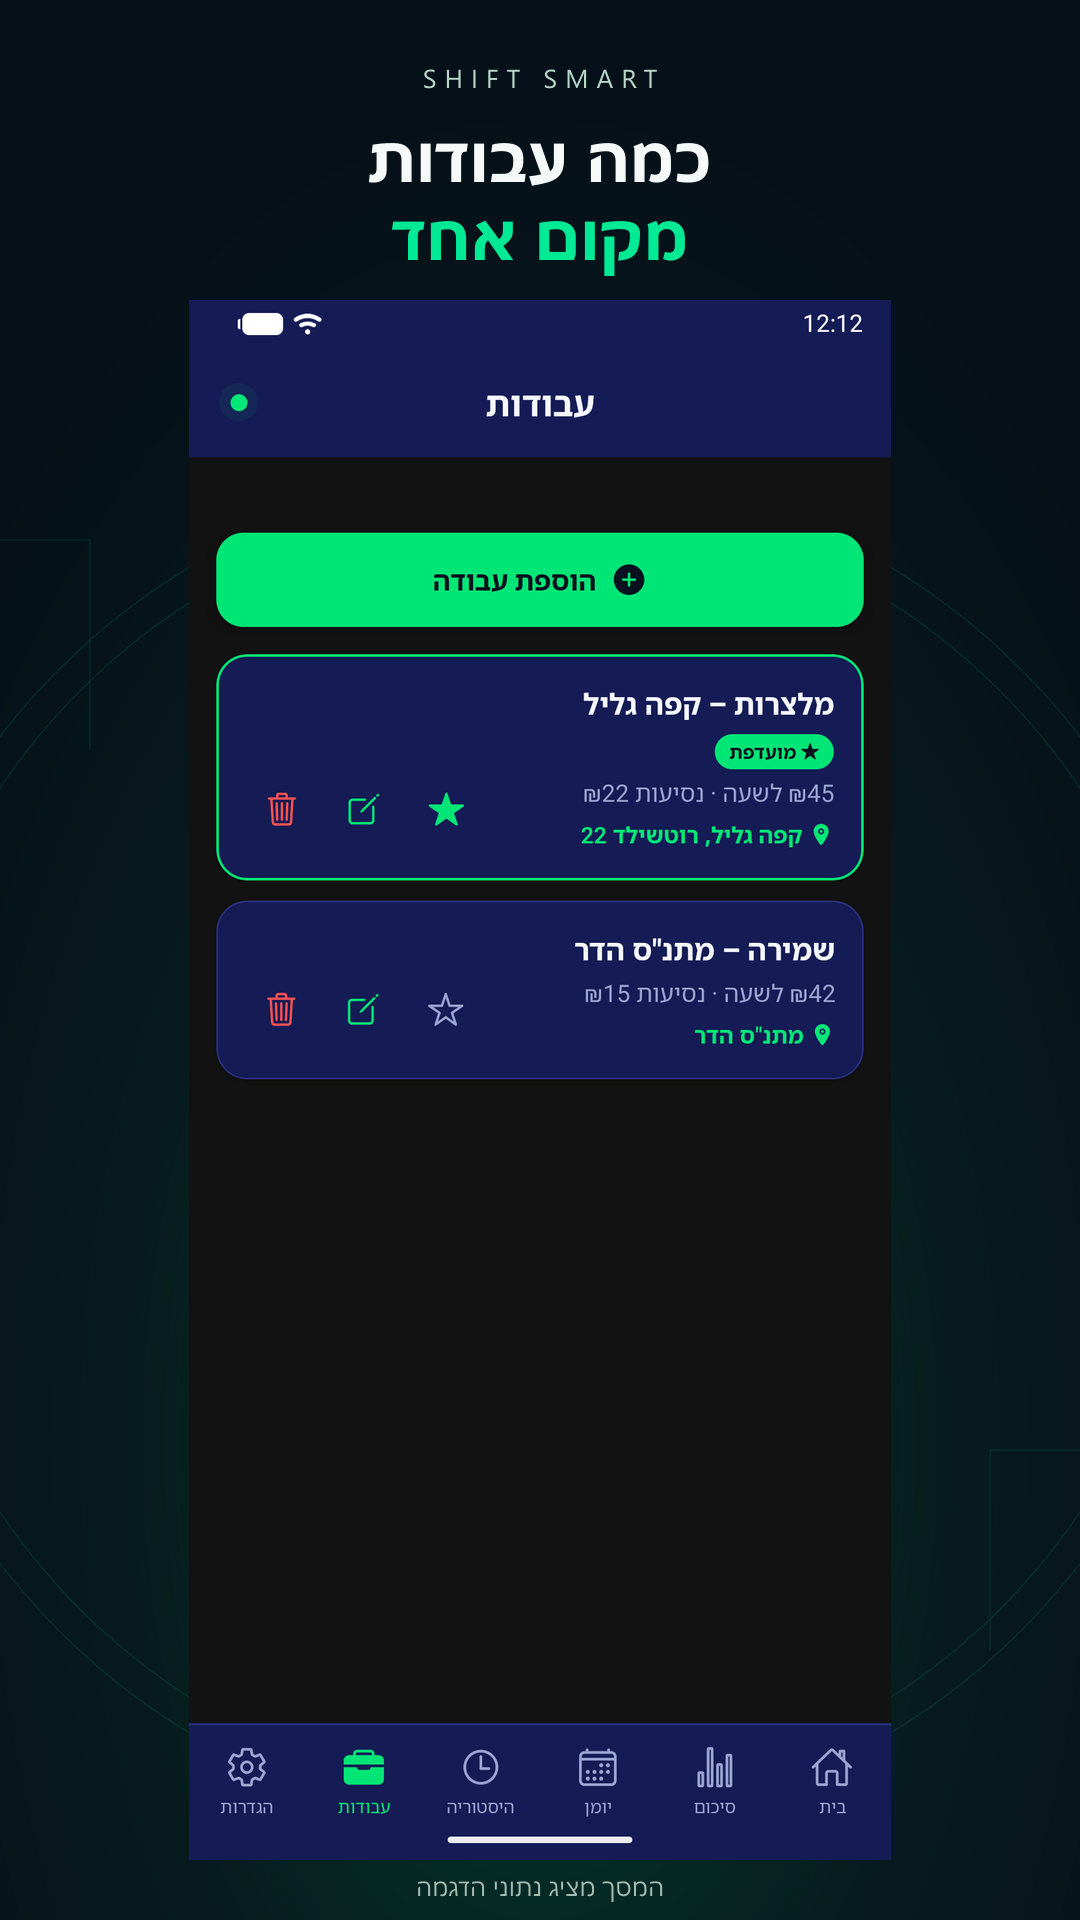 SHIFT SMART
כמה עבודות
מקום אחד
12:12
עבודות
הוספת עבודה
מלצרות – קפה גליל
מועדפת
₪45 לשעה · נסיעות ₪22
קפה גליל, רוטשילד 22
שמירה – מתנ"ס הדר
₪42 לשעה · נסיעות ₪15
מתנ"ס הדר
בית
סיכום
יומן
היסטוריה
עבודות
הגדרות
המסך מציג נתוני הדגמה